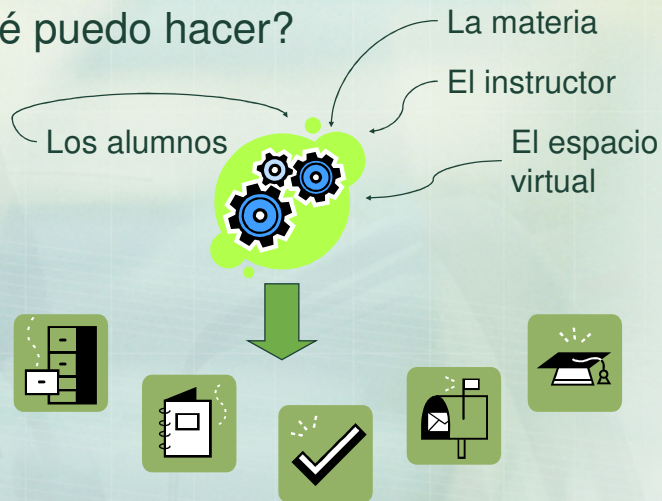 é puedo hacer?
La materia
El instructor
Los alumnos
El espacio
virtual